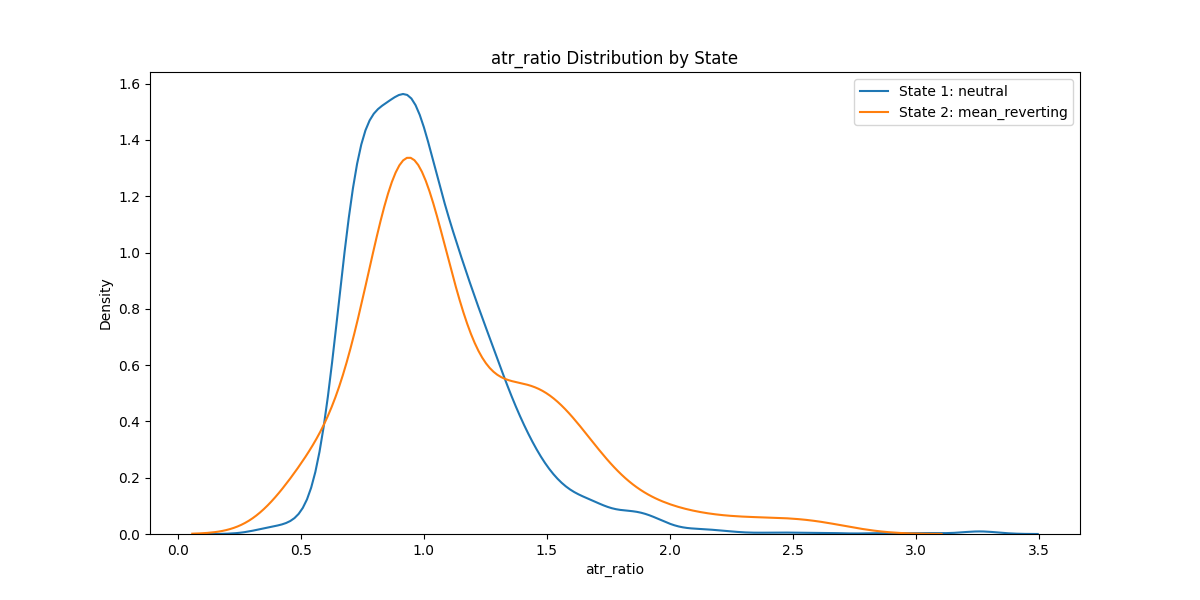 atr_ratio Distribution by State
State 1: neutral
State 2: mean_reverting
Density
1.6
1.4
1.2
1.0
0.8
0.6
0.4
0.2
0.0
0.0 0.5 1.0 1.5 2.0 2.5 3.0 3.5
atr_ratio